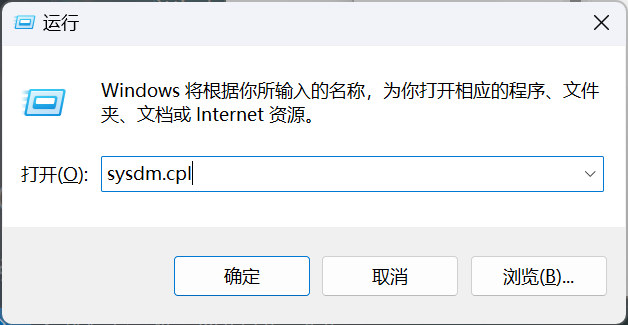 运行
Windows 将根据你所输入的名称，为你打开相应的程序、文件
夹、文档或 Internet 资源。
打开(O): sysdm.cpl
确定 取消 浏览(B)...